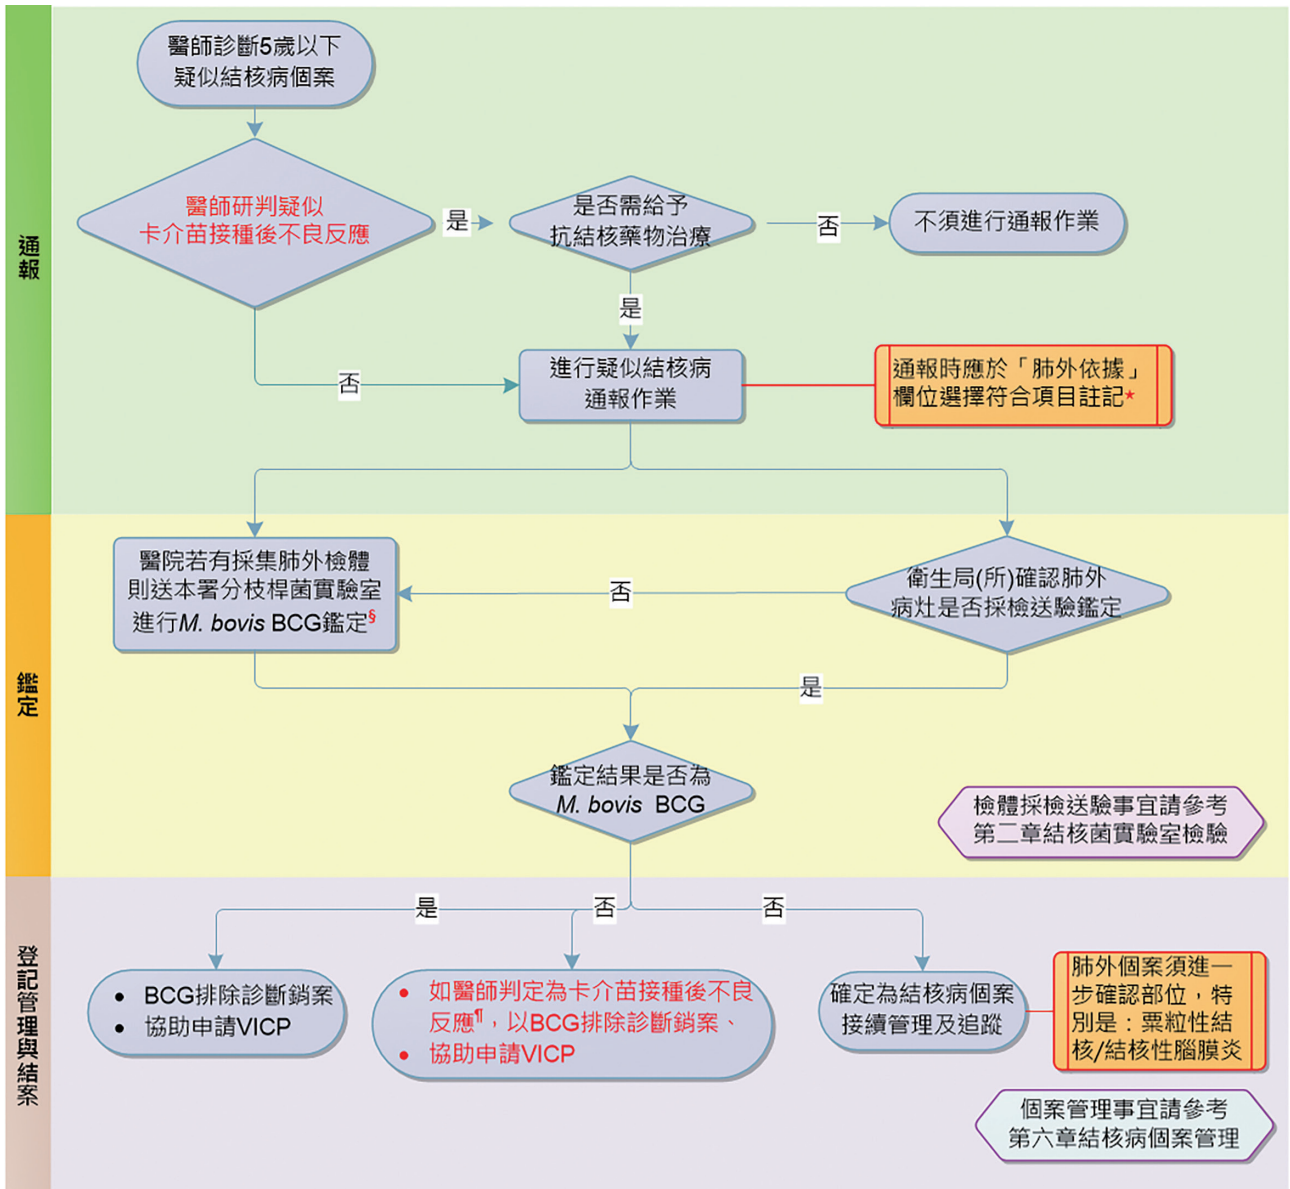 通報
醫師診斷5歲以下
疑似結核病個案
醫師研判疑似
卡介苗接種後不良反應
是
是否需給予
抗結核藥物治療
否
不須進行通報作業
是
否
進行疑似結核病
通報作業
通報時應於「肺外依據」
欄位選擇符合項目註記★
鑑定
醫院若有採集肺外檢體
則送本署分枝桿菌實驗室
進行M. bovis BCG鑑定§
否
衛生局(所)確認肺外
病灶是否採檢送驗鑑定
是
鑑定結果是否為
M. bovis BCG
檢體採檢送驗事宜請參考
第二章結核菌實驗室檢驗
登記管理與結案
是
否
否
• BCG排除診斷銷案
• 協助申請VICP
• 如醫師判定為卡介苗接種後不良
反應¶，以BCG排除診斷銷案、
• 協助申請VICP
確定為結核病個案
接續管理及追蹤
肺外個案須進一
步確認部位，特
別是：粟粒性結
核/結核性腦膜炎
個案管理事宜請參考
第六章結核病個案管理